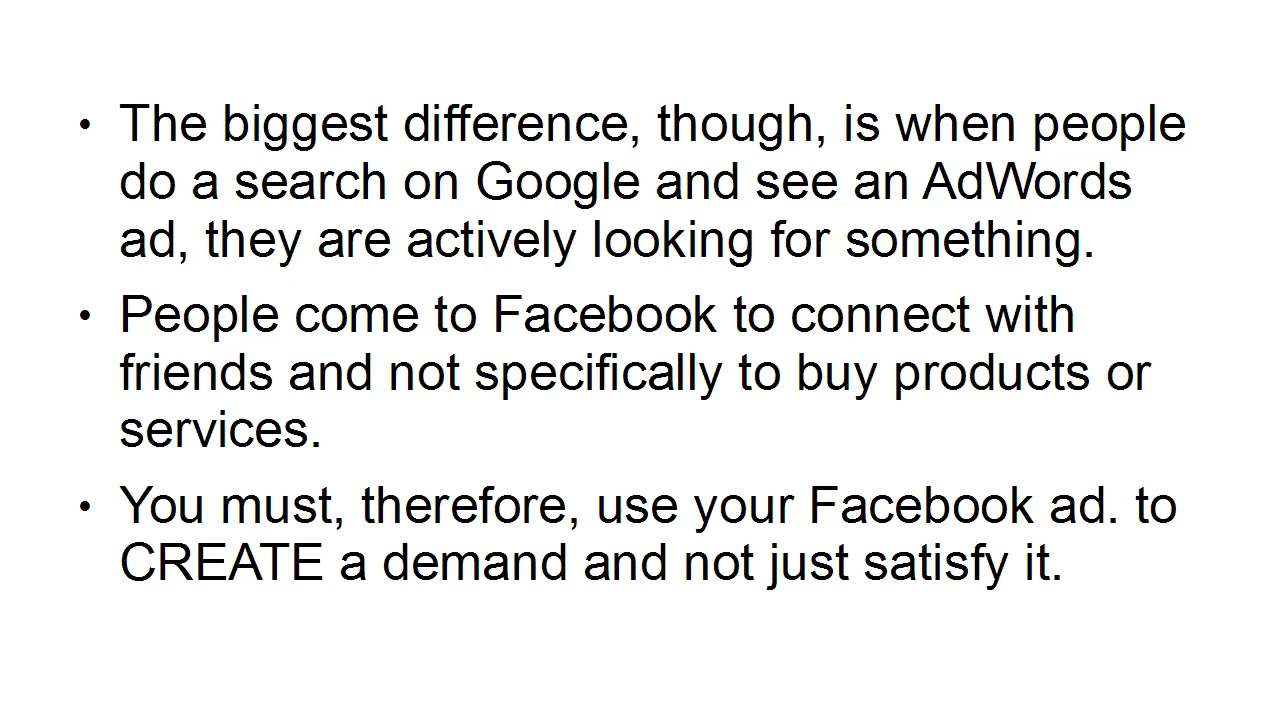 • The biggest difference, though, is when people
do a search on Google and see an AdWords
ad, they are actively looking for something.
• People come to Facebook to connect with
friends and not specifically to buy products or
services.
• You must, therefore, use your Facebook ad. to
CREATE a demand and not just satisfy it.